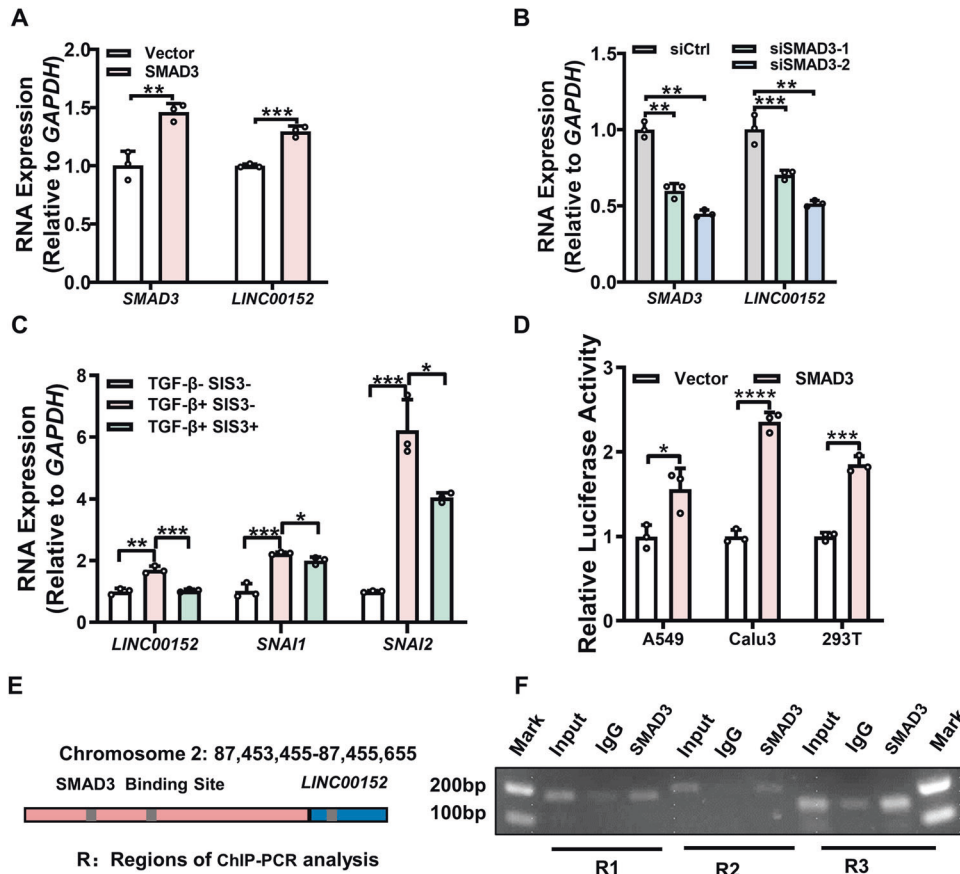 A
Vector
SMAD3
RNA Expression
(Relative to GAPDH)
2.0
1.5
1.0
0.5
0.0
**
***
SMAD3
LINC00152
B
siCtrl
siSMAD3-1
siSMAD3-2
RNA Expression
(Relative to GAPDH)
1.5
1.0
0.5
0.0
**
**
**
***
SMAD3
LINC00152
C
TGF-β- SIS3-
TGF-β+ SIS3-
TGF-β+ SIS3+
RNA Expression
(Relative to GAPDH)
8
6
4
2
0
**
***
***
*
***
*
LINC00152
SNAI1
SNAI2
D
Vector
SMAD3
Relative Luciferase Activity
3
2
1
0
*
****
***
A549
Calu3
293T
E
Chromosome 2: 87,453,455-87,455,655
SMAD3 Binding Site
LINC00152
R: Regions of ChIP-PCR analysis
F
Mark Input IgG SMAD3 Input IgG SMAD3 Input IgG SMAD3 Mark
200bp
100bp
R1 R2 R3